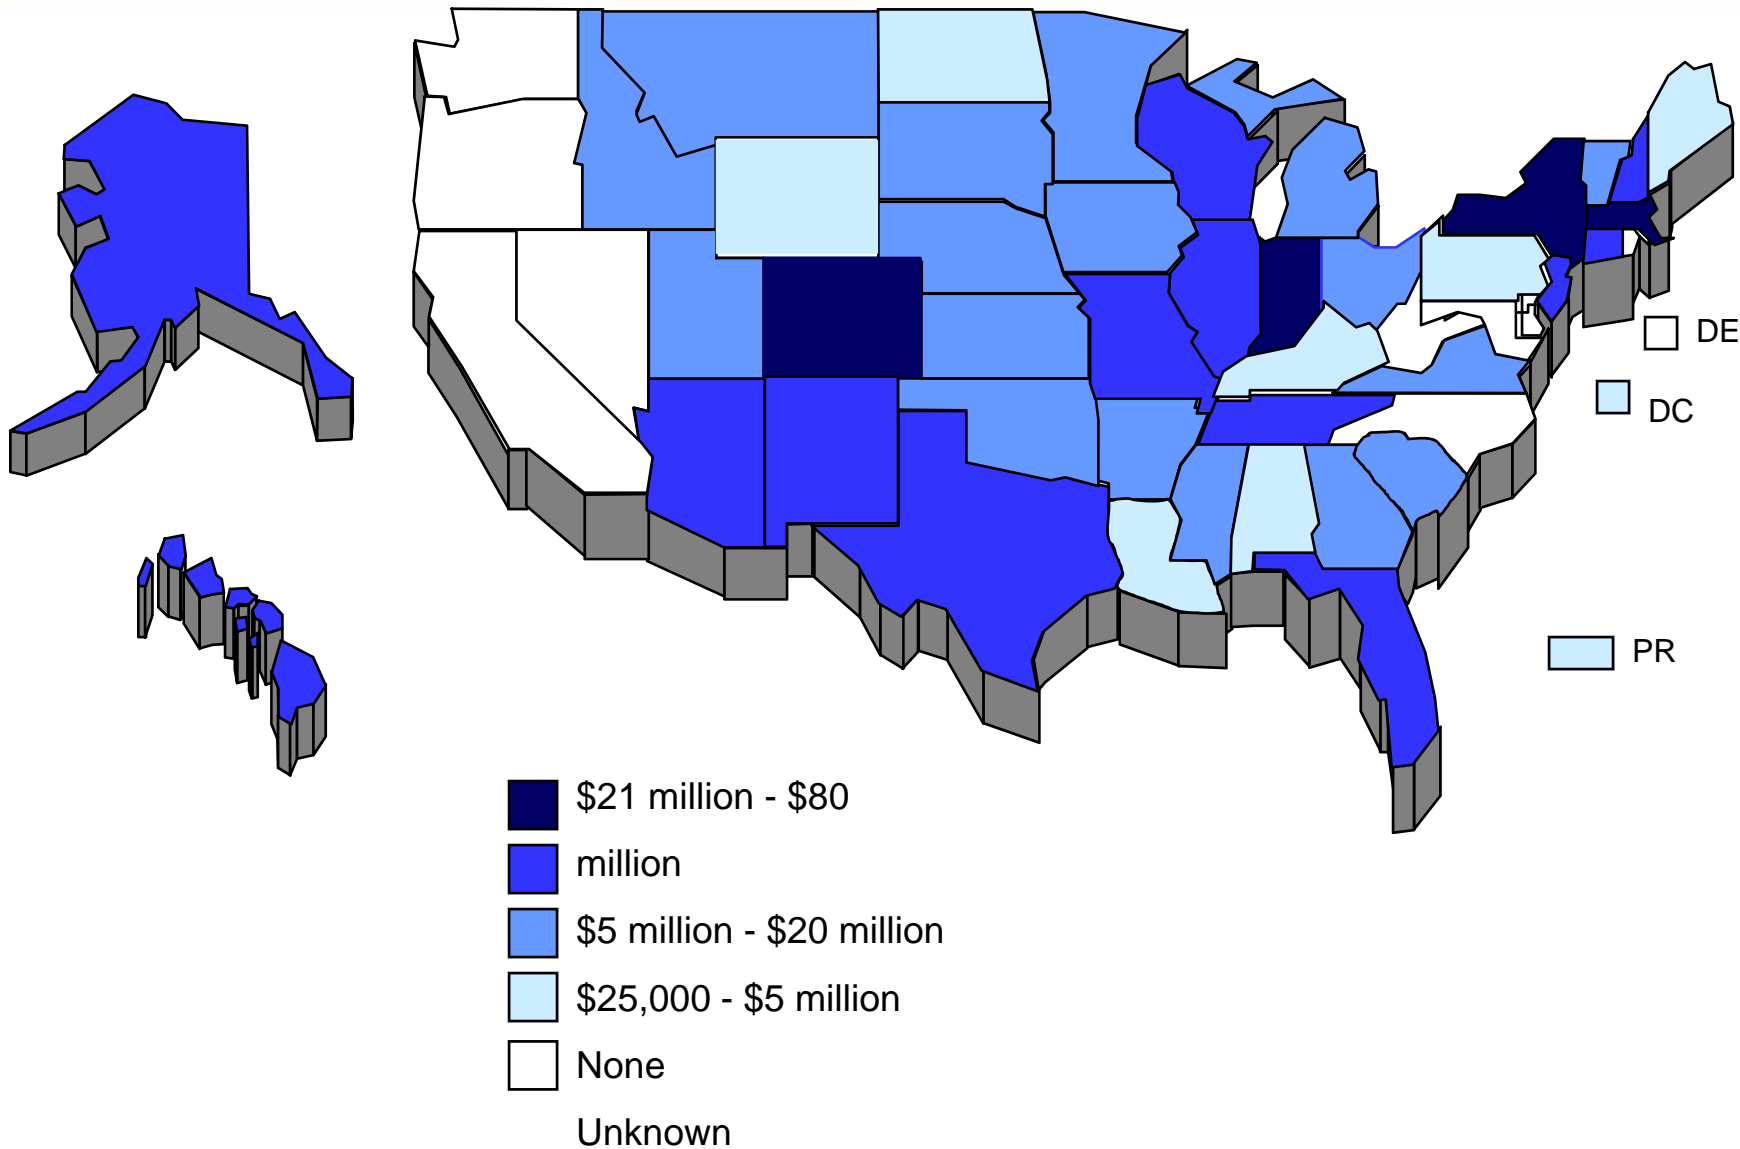 DE
DC
PR
$21 million - $80
million
$5 million - $20 million
$25,000 - $5 million
None
Unknown